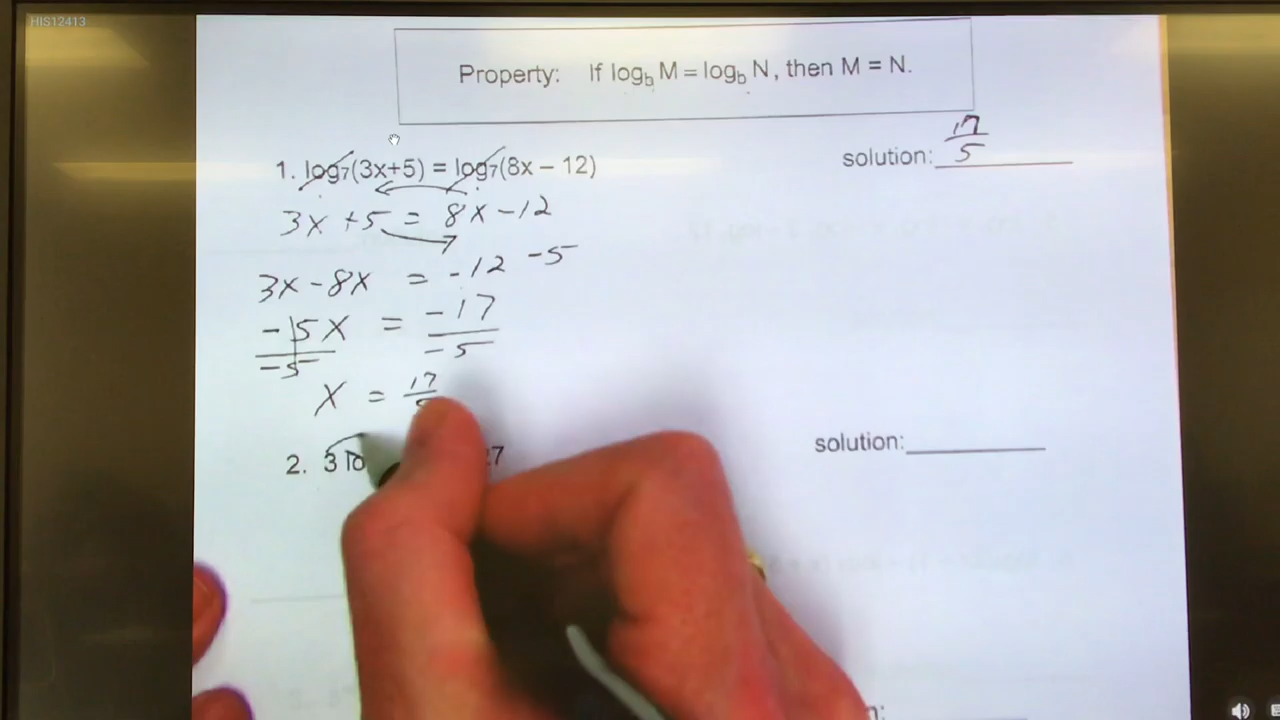 HIS12413
Property: If log_b M = log_b N, then M = N.
1. log₇(3x+5) = log₇(8x – 12)
solution: 17/5
3x + 5 = 8x - 12
3x - 8x = -12 -5
-5x = -17
-5 -5
x = 17
2. 3 lo 27
solution: